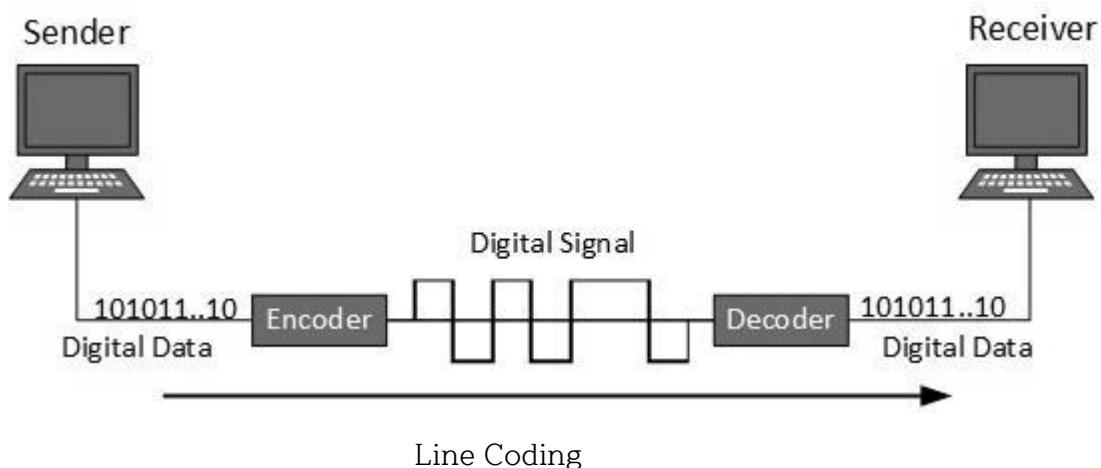 Sender
Receiver
Digital Signal
101011..10
Encoder
Decoder
101011..10
Digital Data
Digital Data
Line Coding